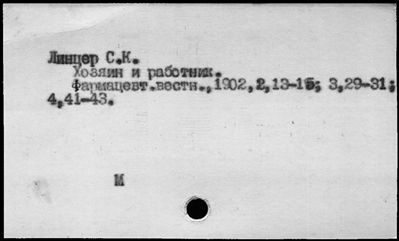 Линцер С.К.
Хозяин и работник.
Фармацевт.вестн.,1902,2,13-15; 3,29-31;
4,41-43.
М